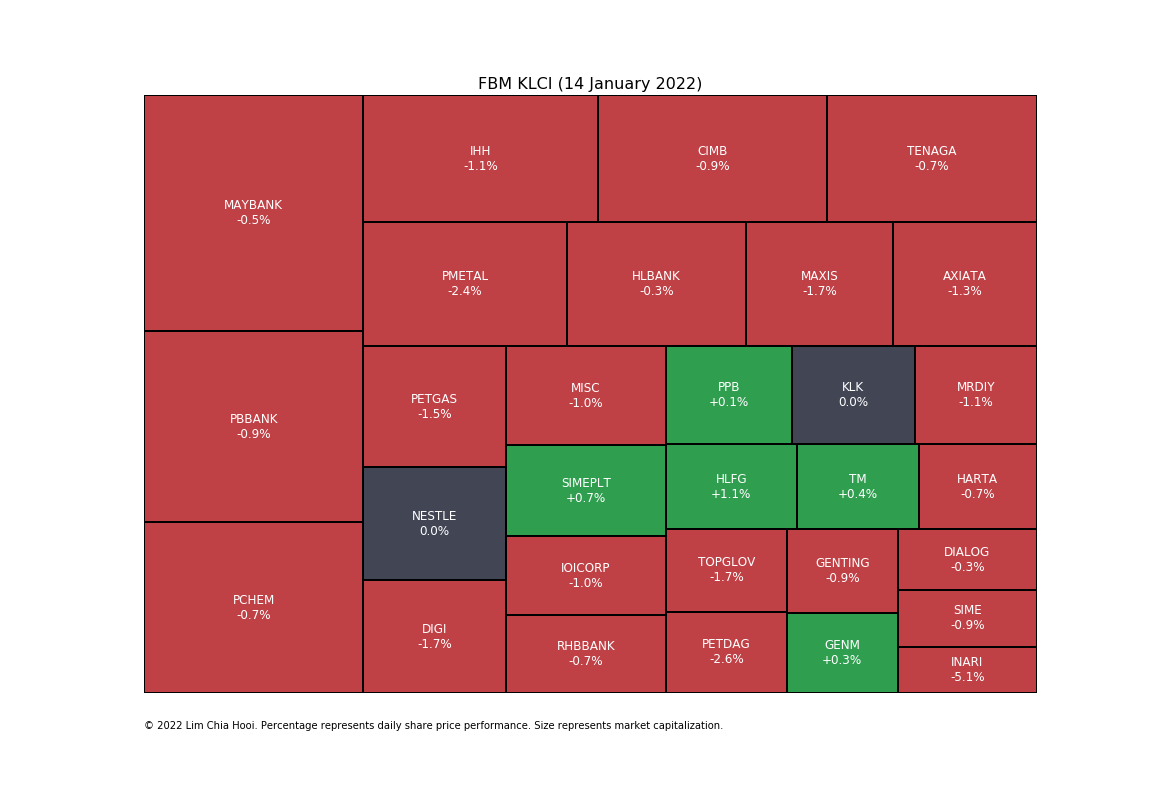 FBM KLCI (14 January 2022)
MAYBANK
-0.5%
PBBANK
-0.9%
PCHEM
-0.7%
IHH
-1.1%
CIMB
-0.9%
TENAGA
-0.7%
PMETAL
-2.4%
HLBANK
-0.3%
MAXIS
-1.7%
AXIATA
-1.3%
PETGAS
-1.5%
NESTLE
0.0%
DIGI
-1.7%
MISC
-1.0%
SIMEPLT
+0.7%
IOICORP
-1.0%
RHBBANK
-0.7%
PPB
+0.1%
KLK
0.0%
MRDIY
-1.1%
HLFG
+1.1%
TM
+0.4%
HARTA
-0.7%
TOPGLOV
-1.7%
PETDAG
-2.6%
GENTING
-0.9%
GENM
+0.3%
DIALOG
-0.3%
SIME
-0.9%
INARI
-5.1%
© 2022 Lim Chia Hooi. Percentage represents daily share price performance. Size represents market capitalization.